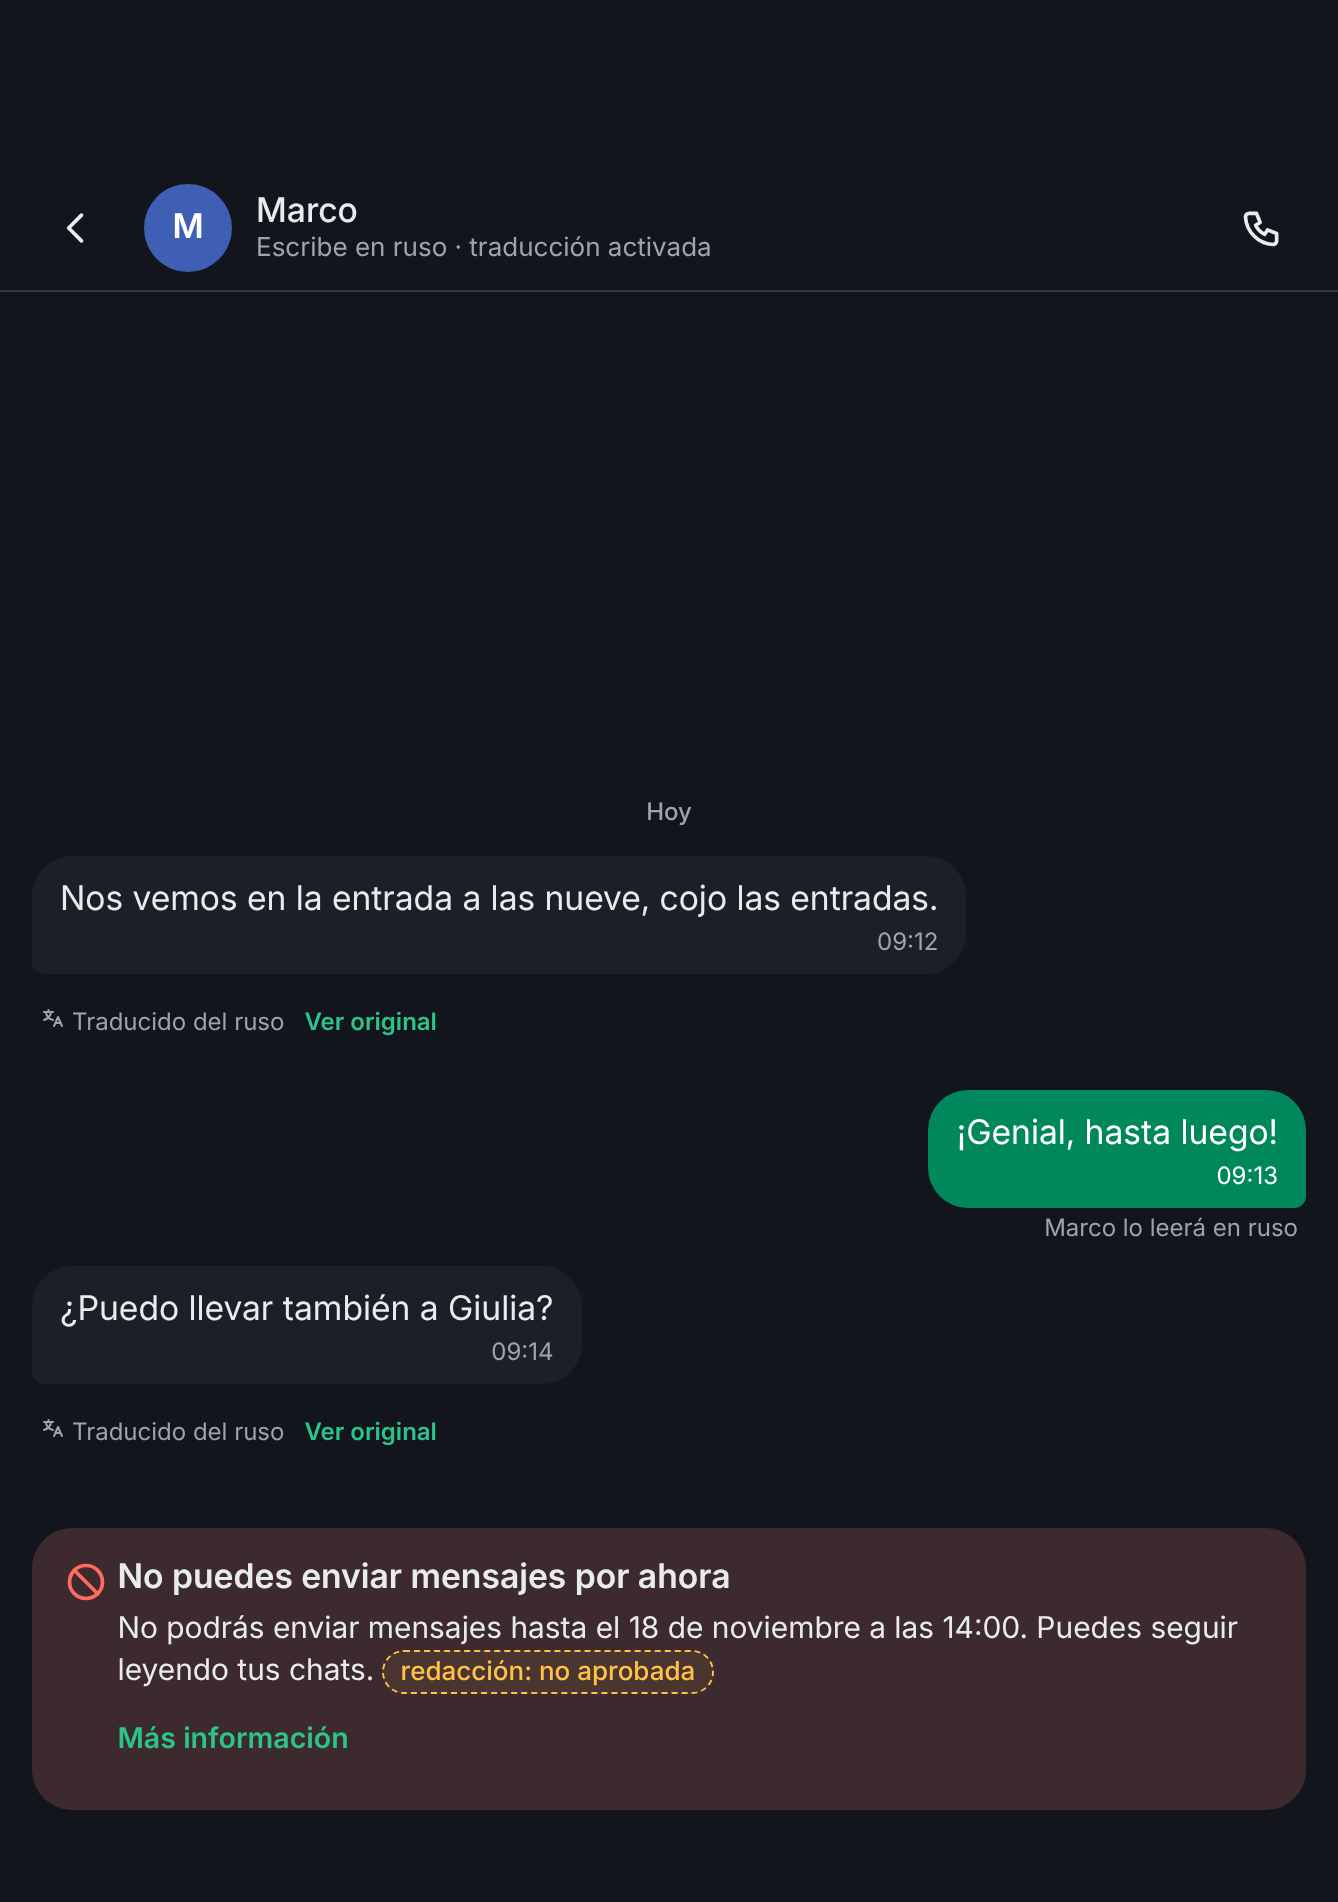 M
Marco
Escribe en ruso · traducción activada
Hoy
Nos vemos en la entrada a las nueve, cojo las entradas.
09:12
Traducido del ruso Ver original
¡Genial, hasta luego!
09:13
Marco lo leerá en ruso
¿Puedo llevar también a Giulia?
09:14
Traducido del ruso Ver original
No puedes enviar mensajes por ahora
No podrás enviar mensajes hasta el 18 de noviembre a las 14:00. Puedes seguir
leyendo tus chats. redacción: no aprobada
Más información